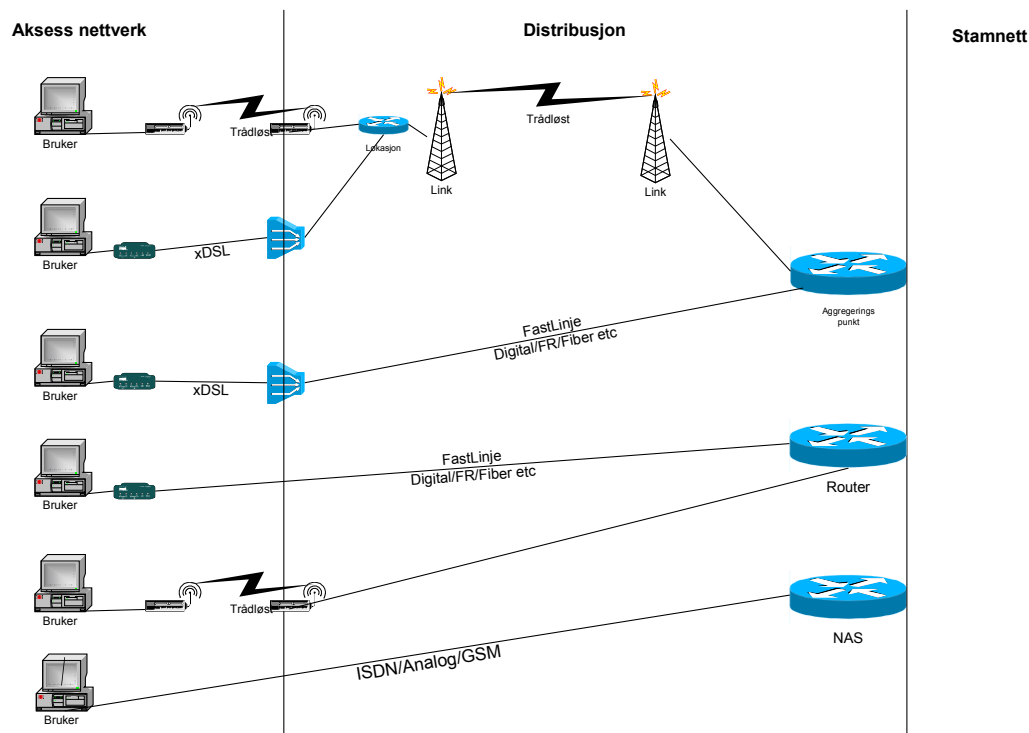 Aksess nettverk
Distribusjon
Stamnett
Bruker
Trådløst
Lokasjon
Link
Trådløst
Link
Bruker
xDSL
Aggregerings
punkt
FastLinje
Digital/FR/Fiber etc
Bruker
xDSL
FastLinje
Digital/FR/Fiber etc
Router
Bruker
Bruker
Trådløst
NAS
ISDN/Analog/GSM
Bruker